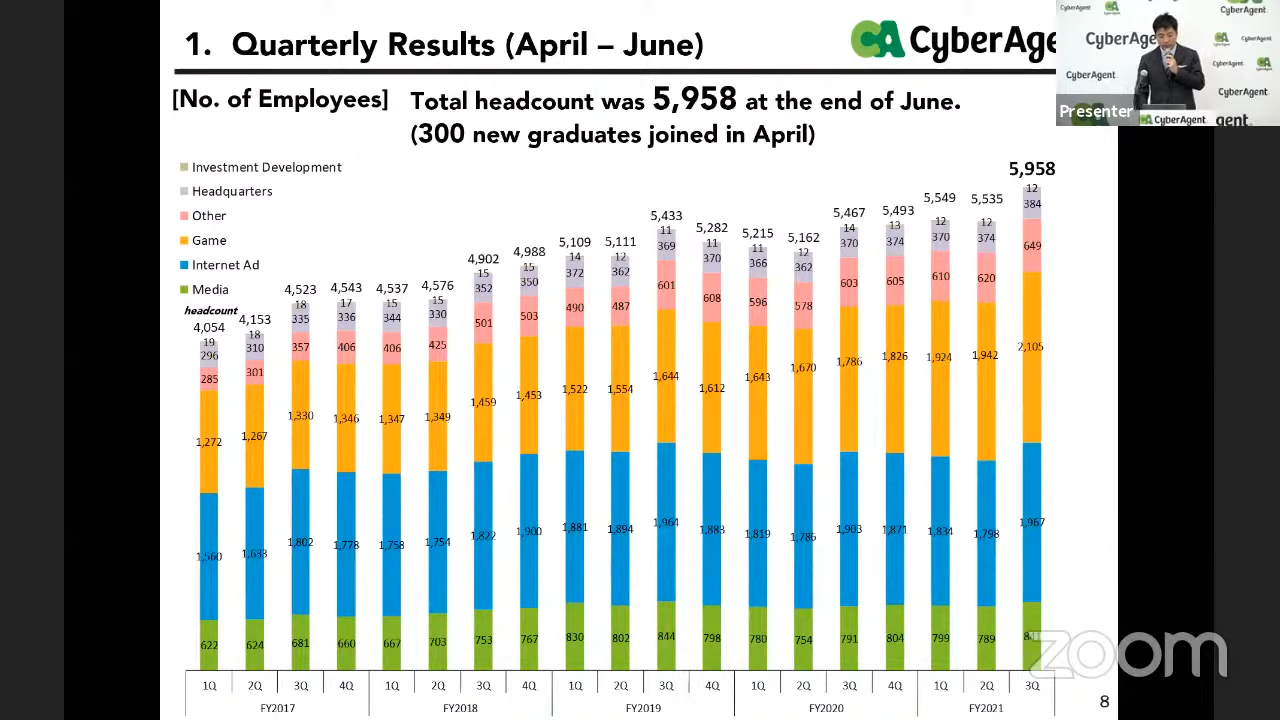 1. Quarterly Results (April – June)
CA CyberAge
[No. of Employees] Total headcount was 5,958 at the end of June.
(300 new graduates joined in April)
Presenter
CyberAgent.
CyberAgent.
CyberAge
CyberAgent.
CyberAgent.
CyberAgent.
CyberAgent.
CyberAgent.
gent.
Investment Development
Headquarters
Other
Game
Internet Ad
Media
headcount
4,054 4,153 4,523 4,543 4,537 4,576 4,902 4,988 5,109 5,111 5,433 5,282 5,215 5,162 5,467 5,493 5,549 5,535 5,958
19 18 18 17 15 15 15 15 14 12 11 11 11 12 14 13 12 12 12
296 310 335 336 344 330 352 350 372 362 369 370 366 362 370 374 370 374 384
285 301 357 406 406 425 501 503 490 487 601 608 596 578 603 605 610 620 649
1,272 1,267 1,330 1,346 1,347 1,349 1,459 1,453 1,522 1,554 1,644 1,612 1,643 1,670 1,786 1,826 1,924 1,942 2,105
1,560 1,633 1,802 1,778 1,758 1,754 1,822 1,900 1,881 1,894 1,964 1,883 1,819 1,786 1,903 1,871 1,834 1,798 1,967
622 624 681 660 667 703 753 767 830 802 844 798 780 754 791 804 799 789
1Q 2Q 3Q 4Q 1Q 2Q 3Q 4Q 1Q 2Q 3Q 4Q 1Q 2Q 3Q 4Q 1Q 2Q 3Q
FY2017 FY2018 FY2019 FY2020 FY2021
zoom
8